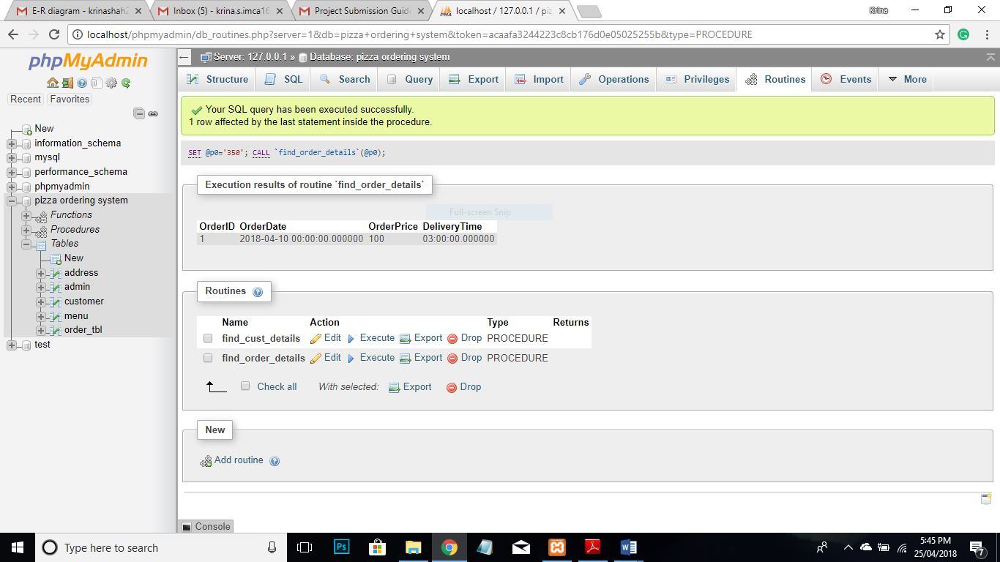 E-R diagram - krinashah2
Inbox (5) - krina.s.imca16
Project Submission Guide
localhost / 127.0.0.1 / piz
Krina
localhost/phpmyadmin/db_routines.php?server=1&db=pizza+ordering+system&token=acaafa3244223c82b176d0e05025255b&type=PROCEDURE
phpMyAdmin
Recent Favorites
New
information_schema
mysql
performance_schema
phpmyadmin
pizza ordering system
Functions
Procedures
Tables
New
address
admin
customer
menu
order_tbl
test
Server: 127.0.0.1 » Database: pizza ordering system
Structure SQL Search Query Export Import Operations Privileges Routines Events More
Your SQL query has been executed successfully.
1 row affected by the last statement inside the procedure.
SET @p0='350'; CALL `find_order_details`(@p0);
Execution results of routine `find_order_details`
Full-screen Snip
OrderID OrderDate OrderPrice DeliveryTime
1 2018-04-10 00:00:00.000000 100 03:00:00.000000
Routines
Name Action Type Returns
find_cust_details Edit Execute Export Drop PROCEDURE
find_order_details Edit Execute Export Drop PROCEDURE
Check all With selected: Export Drop
New
Add routine
Console
Type here to search
Ps
5:45 PM
25/04/2018
7